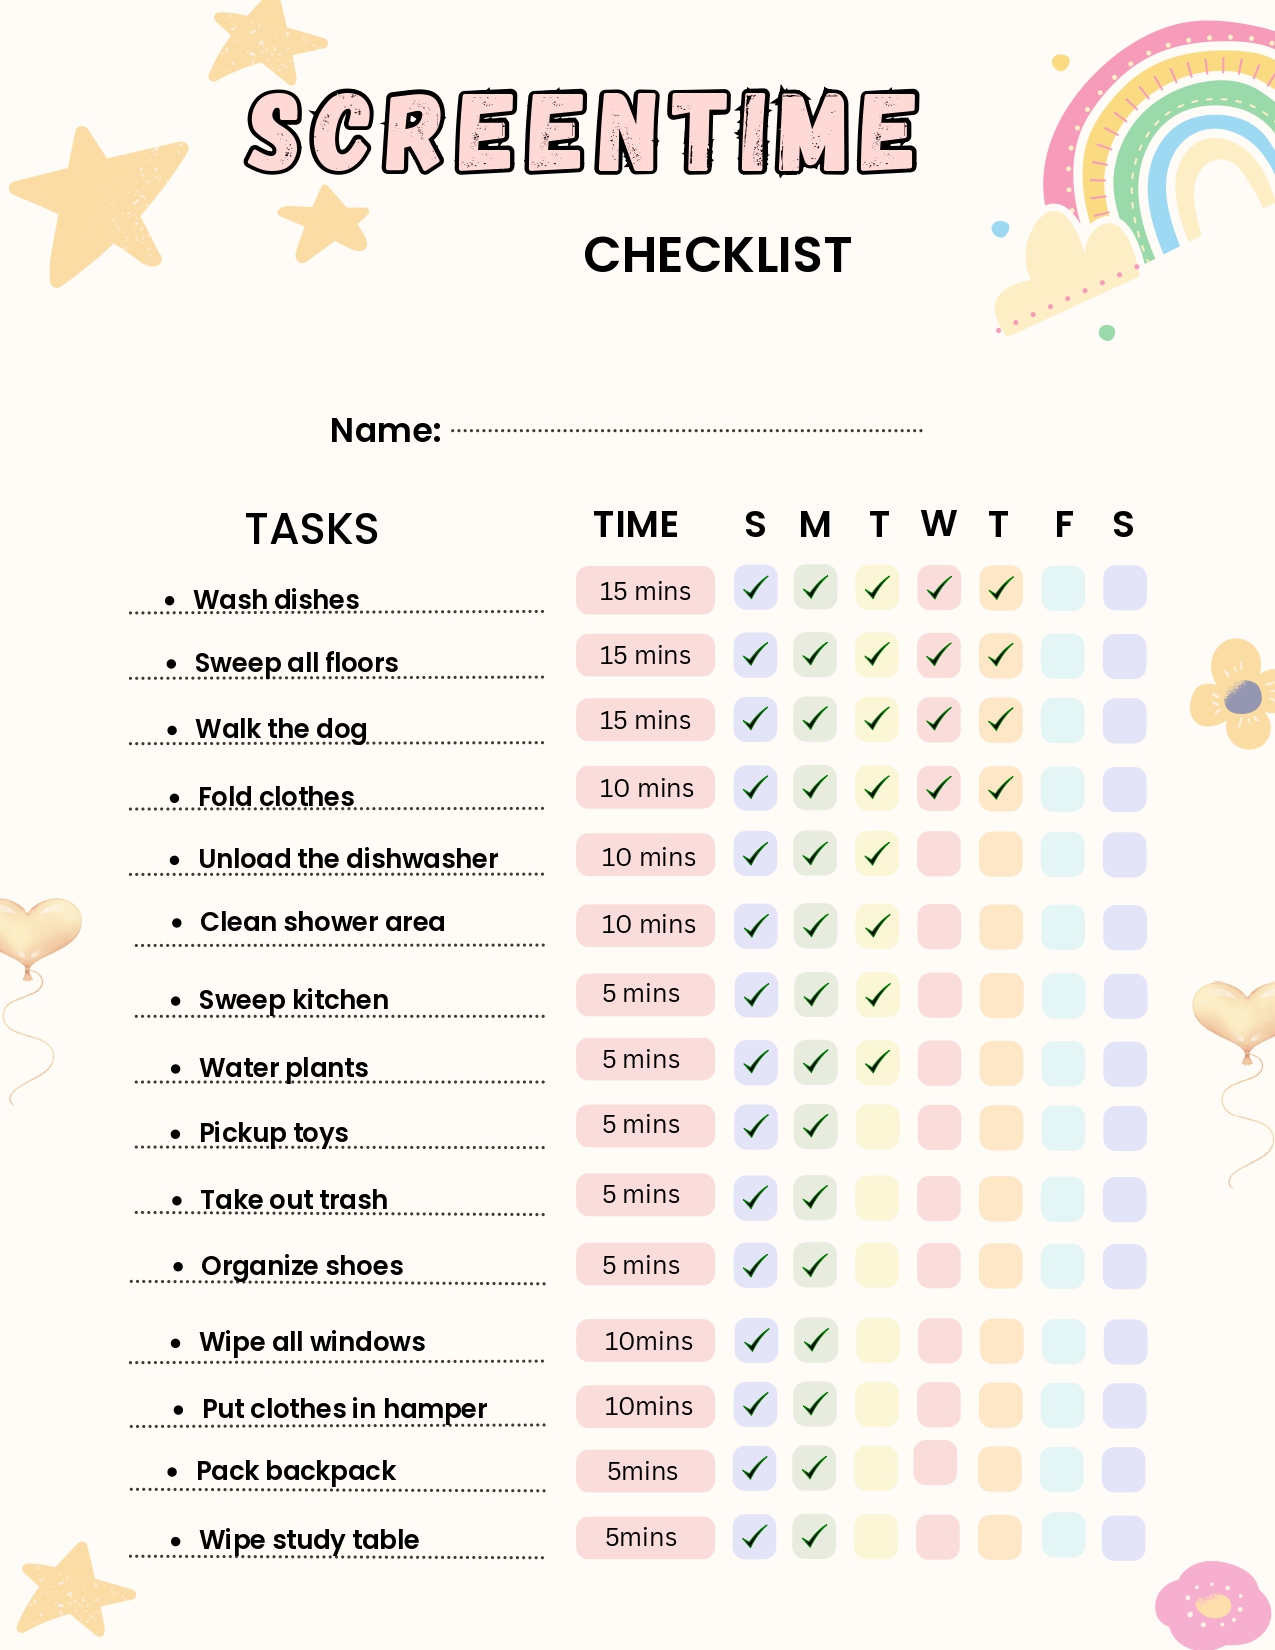 SCREENTIME
CHECKLIST
Name:
TASKS TIME S M T W T F S
• Wash dishes 15 mins ✓ ✓ ✓ ✓ ✓
• Sweep all floors 15 mins ✓ ✓ ✓ ✓ ✓
• Walk the dog 15 mins ✓ ✓ ✓ ✓ ✓
• Fold clothes 10 mins ✓ ✓ ✓ ✓ ✓
• Unload the dishwasher 10 mins ✓ ✓ ✓
• Clean shower area 10 mins ✓ ✓ ✓
• Sweep kitchen 5 mins ✓ ✓ ✓
• Water plants 5 mins ✓ ✓ ✓
• Pickup toys 5 mins ✓ ✓
• Take out trash 5 mins ✓ ✓
• Organize shoes 5 mins ✓ ✓
• Wipe all windows 10mins ✓ ✓
• Put clothes in hamper 10mins ✓ ✓
• Pack backpack 5mins ✓ ✓
• Wipe study table 5mins ✓ ✓